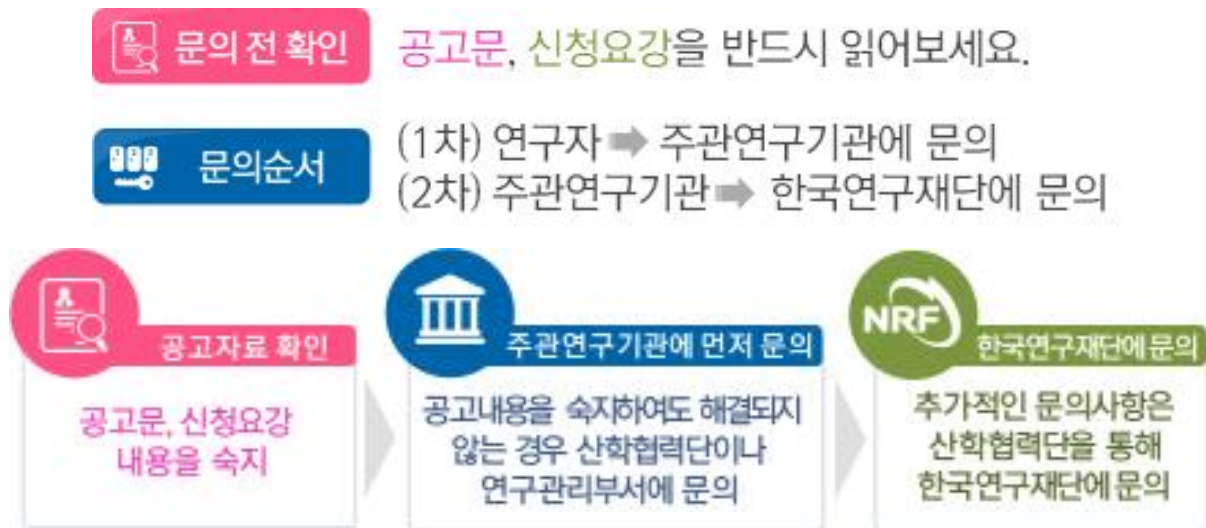 문의 전 확인
공고문, 신청요강을 반드시 읽어보세요.
문의순서
(1차) 연구자 ➡ 주관연구기관에 문의
(2차) 주관연구기관 ➡ 한국연구재단에 문의
공고자료 확인
공고문, 신청요강
내용을 숙지
주관연구기관에 먼저 문의
공고내용을 숙지하여도 해결되지
않는 경우 산학협력단이나
연구관리부서에 문의
NRF
한국연구재단에 문의
추가적인 문의사항은
산학협력단을 통해
한국연구재단에 문의